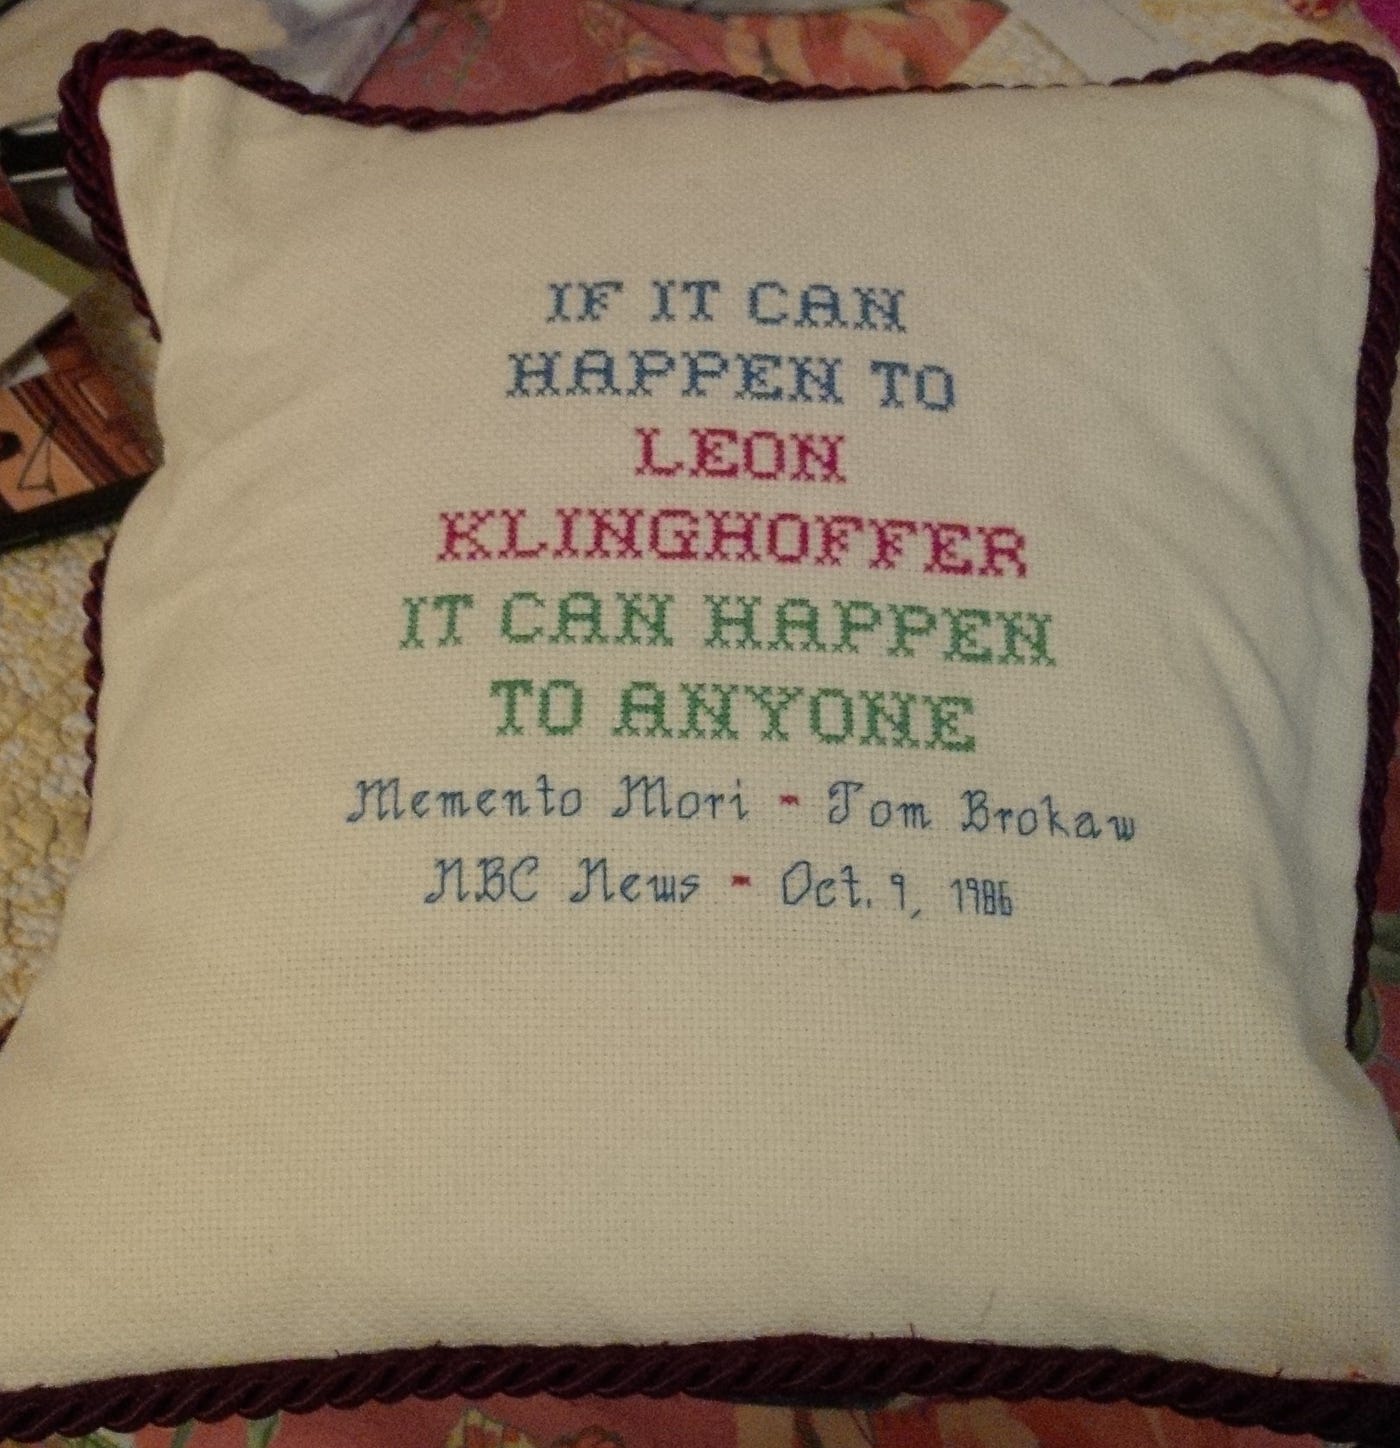 IF IT CAN
HAPPEN TO
LEON
KLINGHOFFER
IT CAN HAPPEN
TO ANYONE
Memento Mori - Tom Brokaw
NBC News - Oct. 9, 1986